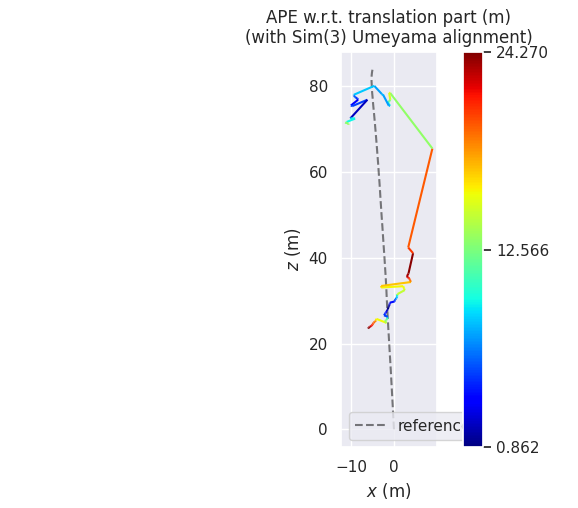 APE w.r.t. translation part (m)
(with Sim(3) Umeyama alignment)
24.270
80
60
12.566
z (m)
40
20
reference
0
0.862
−10 0
x (m)